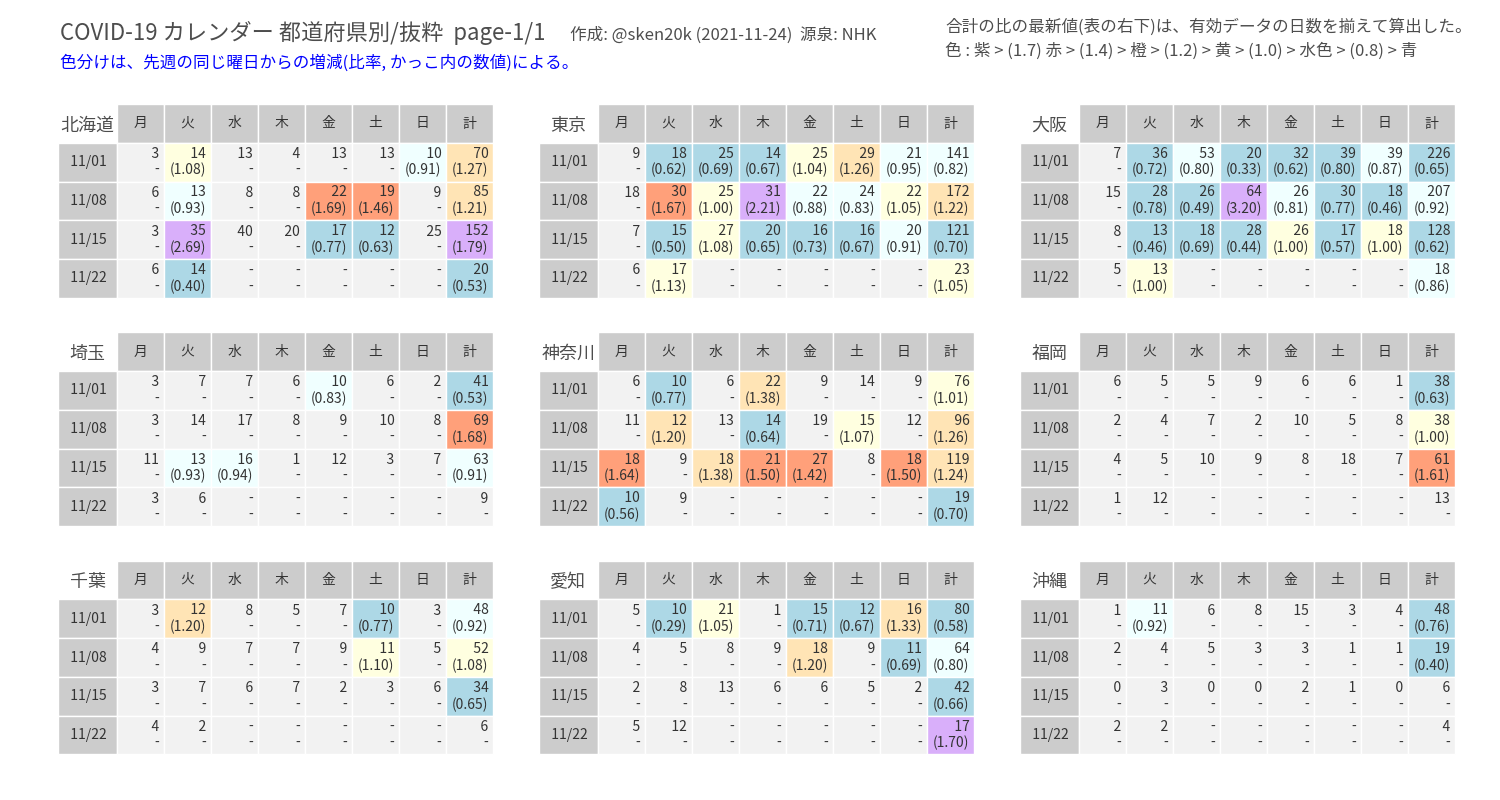 COVID-19 カレンダー 都道府県別/抜粋 page-1/1 作成: @sken20k (2021-11-24) 源泉: NHK
色分けは、先週の同じ曜日からの増減(比率, かっこ内の数値)による。
合計の比の最新値(表の右下)は、有効データの日数を揃えて算出した。
色 : 紫 > (1.7) 赤 > (1.4) > 橙 > (1.2) > 黄 > (1.0) > 水色 > (0.8) > 青
北海道 月 火 水 木 金 土 日 計
11/01 3 14 13 4 13 13 10 70
- (1.08) - - - - (0.91) (1.27)
11/08 6 13 8 8 22 19 9 85
- (0.93) - - (1.69) (1.46) - (1.21)
11/15 3 35 40 20 17 12 25 152
- (2.69) - - (0.77) (0.63) - (1.79)
11/22 6 14 - - - - - 20
- (0.40) - - - - - (0.53)
東京 月 火 水 木 金 土 日 計
11/01 9 18 25 14 25 29 21 141
- (0.62) (0.69) (0.67) (1.04) (1.26) (0.95) (0.82)
11/08 18 30 25 31 22 24 22 172
- (1.67) (1.00) (2.21) (0.88) (0.83) (1.05) (1.22)
11/15 7 15 27 20 16 16 20 121
- (0.50) (1.08) (0.65) (0.73) (0.67) (0.91) (0.70)
11/22 6 17 - - - - - 23
- (1.13) - - - - - (1.05)
大阪 月 火 水 木 金 土 日 計
11/01 7 36 53 20 32 39 39 226
- (0.72) (0.80) (0.33) (0.62) (0.80) (0.87) (0.65)
11/08 15 28 26 64 26 30 18 207
- (0.78) (0.49) (3.20) (0.81) (0.77) (0.46) (0.92)
11/15 8 13 18 28 26 17 18 128
- (0.46) (0.69) (0.44) (1.00) (0.57) (1.00) (0.62)
11/22 5 13 - - - - - 18
- (1.00) - - - - - (0.86)
埼玉 月 火 水 木 金 土 日 計
11/01 3 7 7 6 10 6 2 41
- - - - (0.83) - - (0.53)
11/08 3 14 17 8 9 10 8 69
- - - - - - - (1.68)
11/15 11 13 16 1 12 3 7 63
- (0.93) (0.94) - - - - (0.91)
11/22 3 6 - - - - - 9
- - - - - - - -
神奈川 月 火 水 木 金 土 日 計
11/01 6 10 6 22 9 14 9 76
- (0.77) - (1.38) - - - (1.01)
11/08 11 12 13 14 19 15 12 96
- (1.20) - (0.64) - (1.07) - (1.26)
11/15 18 9 18 21 27 8 18 119
(1.64) - (1.38) (1.50) (1.42) - (1.50) (1.24)
11/22 10 9 - - - - - 19
(0.56) - - - - - - (0.70)
福岡 月 火 水 木 金 土 日 計
11/01 6 5 5 9 6 6 1 38
- - - - - - - (0.63)
11/08 2 4 7 2 10 5 8 38
- - - - - - - (1.00)
11/15 4 5 10 9 8 18 7 61
- - - - - - - (1.61)
11/22 1 12 - - - - - 13
- - - - - - - -
千葉 月 火 水 木 金 土 日 計
11/01 3 12 8 5 7 10 3 48
- (1.20) - - - (0.77) - (0.92)
11/08 4 9 7 7 9 11 5 52
- - - - - (1.10) - (1.08)
11/15 3 7 6 7 2 3 6 34
- - - - - - - (0.65)
11/22 4 2 - - - - - 6
- - - - - - - -
愛知 月 火 水 木 金 土 日 計
11/01 5 10 21 1 15 12 16 80
- (0.29) (1.05) - (0.71) (0.67) (1.33) (0.58)
11/08 4 5 8 9 18 9 11 64
- - - - (1.20) - (0.69) (0.80)
11/15 2 8 13 6 6 5 2 42
- - - - - - - (0.66)
11/22 5 12 - - - - - 17
- - - - - - - (1.70)
沖縄 月 火 水 木 金 土 日 計
11/01 1 11 6 8 15 3 4 48
- (0.92) - - - - - (0.76)
11/08 2 4 5 3 3 1 1 19
- - - - - - - (0.40)
11/15 0 3 0 0 2 1 0 6
- - - - - - - -
11/22 2 2 - - - - - 4
- - - - - - - -